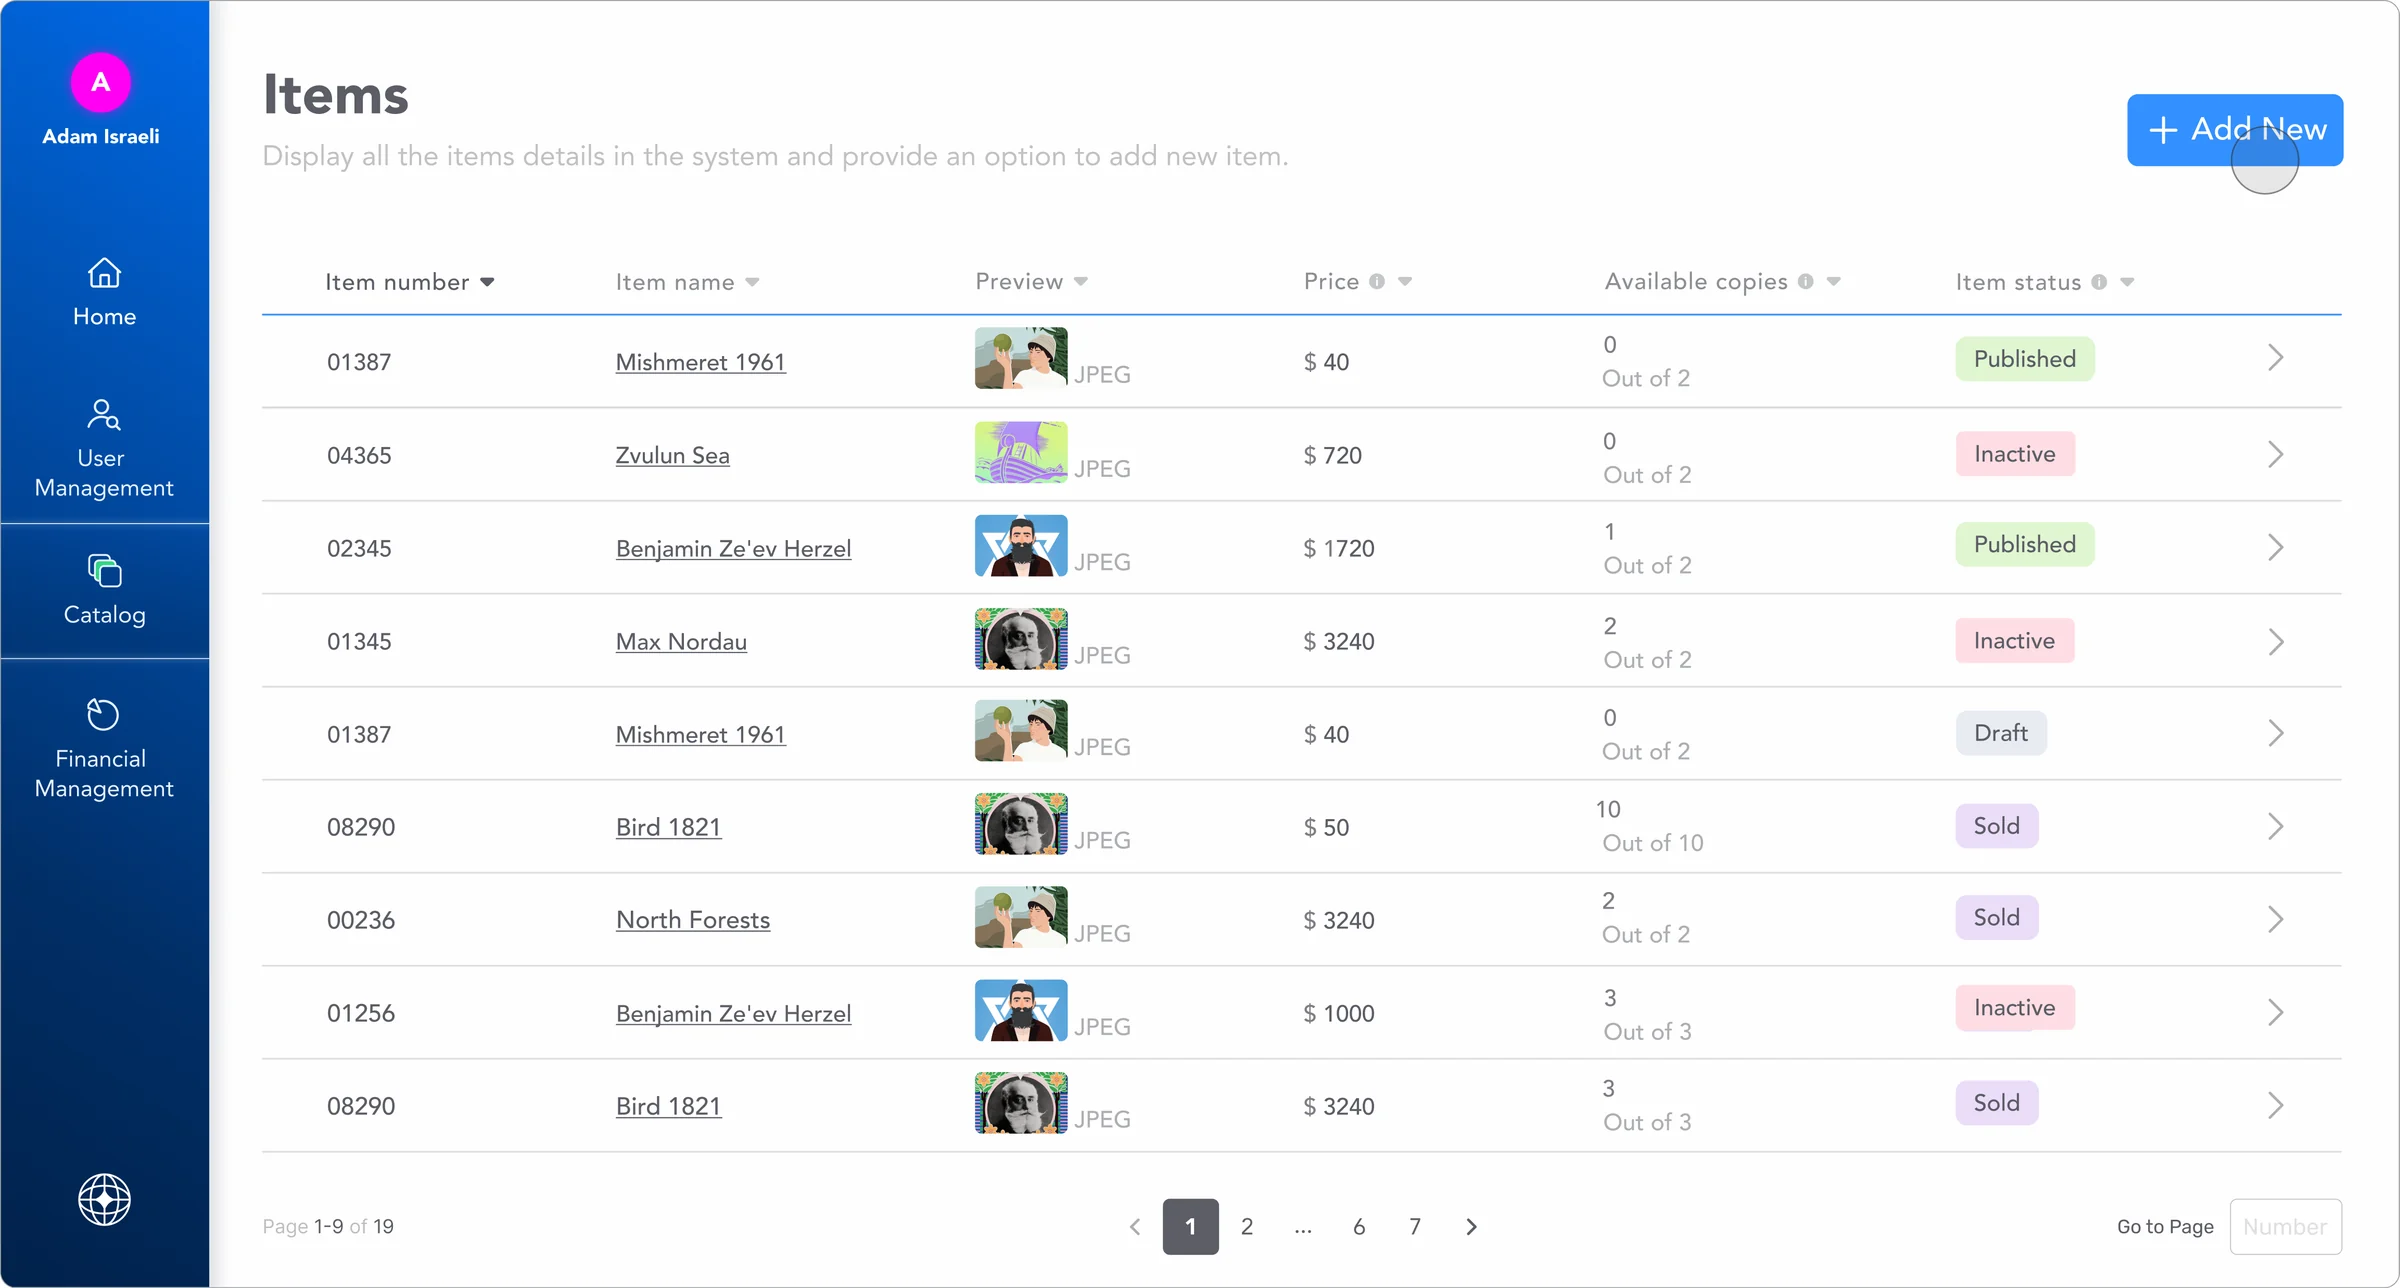 A
Adam Israeli
Home
User
Management
Catalog
Financial
Management
Items
Display all the items details in the system and provide an option to add new item.
+ Add New
Item number Item name Preview Price Available copies Item status
01387 Mishmeret 1961 JPEG $ 40 0 Published
Out of 2
04365 Zvulun Sea JPEG $ 720 0 Inactive
Out of 2
02345 Benjamin Ze'ev Herzel JPEG $ 1720 1 Published
Out of 2
01345 Max Nordau JPEG $ 3240 2 Inactive
Out of 2
01387 Mishmeret 1961 JPEG $ 40 0 Draft
Out of 2
08290 Bird 1821 JPEG $ 50 10 Sold
Out of 10
00236 North Forests JPEG $ 3240 2 Sold
Out of 2
01256 Benjamin Ze'ev Herzel JPEG $ 1000 3 Inactive
Out of 3
08290 Bird 1821 JPEG $ 3240 3 Sold
Out of 3
Page 1-9 of 19 < 1 2 ... 6 7 > Go to Page Number